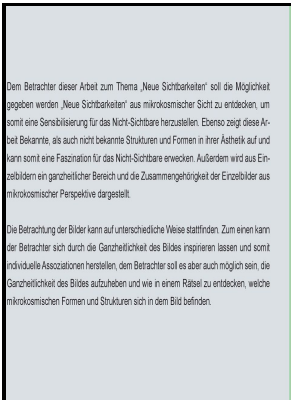 Dem Betrachter dieser Arbeit zum Thema „Neue Sichtbarkeiten“ soll die Möglichkeit
gegeben werden „Neue Sichtbarkeiten“ aus mikrokosmischer Sicht zu entdecken, um
somit eine Sensibilisierung für das Nicht-Sichtbare herzustellen. Ebenso zeigt diese Ar-
beit Bekannte, als auch nicht bekannte Strukturen und Formen in ihrer Ästhetik auf und
kann somit eine Faszination für das Nicht-Sichtbare erwecken. Außerdem wird aus Ein-
zelbildern ein ganzheitlicher Bereich und die Zusammengehörigkeit der Einzelbilder aus
mikrokosmischer Perspektive dargestellt.
Die Betrachtung der Bilder kann auf unterschiedliche Weise stattfinden. Zum einen kann
der Betrachter sich durch die Ganzheitlichkeit des Bildes inspirieren lassen und somit
individuelle Assoziationen herstellen, dem Betrachter soll es aber auch möglich sein, die
Ganzheitlichkeit des Bildes aufzuheben und wie in einem Rätsel zu entdecken, welche
mikrokosmischen Formen und Strukturen sich in dem Bild befinden.